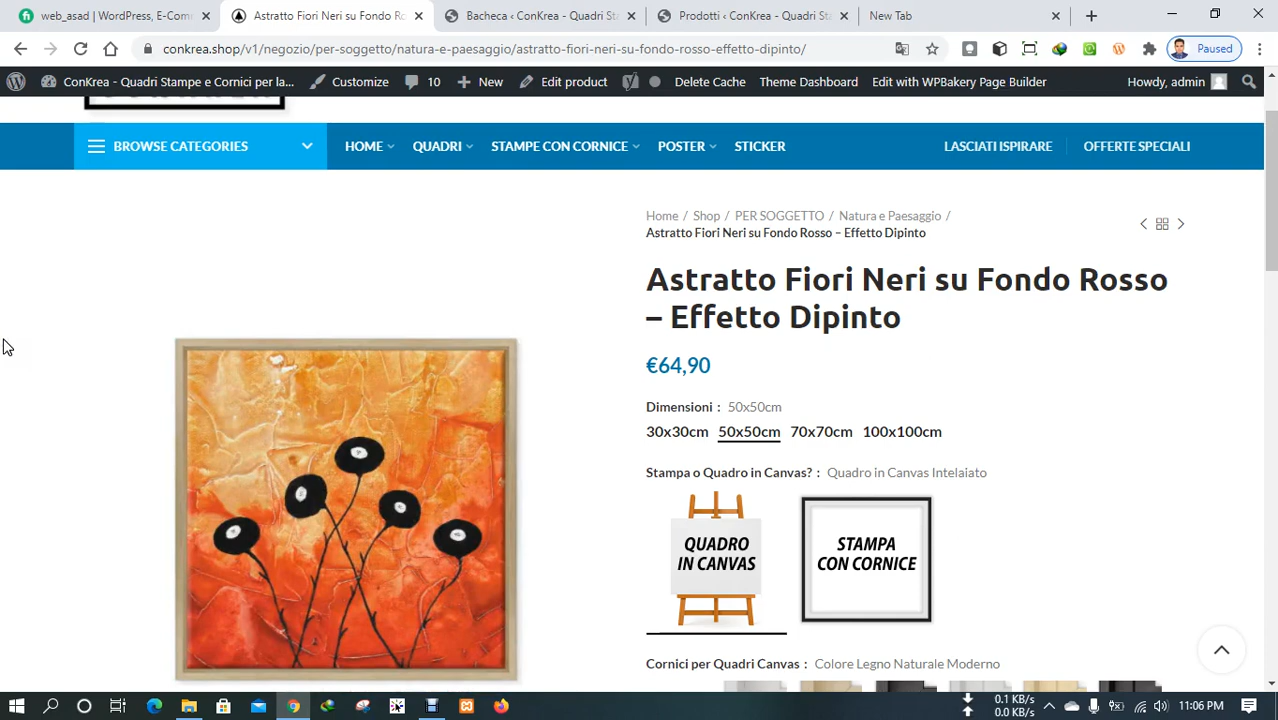 web_asad | WordPress, E-Comm
Astratto Fiori Neri su Fondo Ro
Bacheca ‹ ConKrea - Quadri Sta
Prodotti ‹ ConKrea - Quadri Sta
New Tab
conkrea.shop/v1/negozio/per-soggetto/natura-e-paesaggio/astratto-fiori-neri-su-fondo-rosso-effetto-dipinto/
Paused
ConKrea - Quadri Stampe e Cornici per la...
Customize
10
New
Edit product
Delete Cache
Theme Dashboard
Edit with WPBakery Page Builder
Howdy, admin
BROWSE CATEGORIES
HOME
QUADRI
STAMPE CON CORNICE
POSTER
STICKER
LASCIATI ISPIRARE
OFFERTE SPECIALI
Home / Shop / PER SOGGETTO / Natura e Paesaggio /
Astratto Fiori Neri su Fondo Rosso – Effetto Dipinto
Astratto Fiori Neri su Fondo Rosso
– Effetto Dipinto
€64,90
Dimensioni : 50x50cm
30x30cm 50x50cm 70x70cm 100x100cm
Stampa o Quadro in Canvas? : Quadro in Canvas Intelaiato
QUADRO
IN CANVAS
STAMPA
CON CORNICE
Cornici per Quadri Canvas : Colore Legno Naturale Moderno
0.1 KB/s
0.0 KB/s
11:06 PM